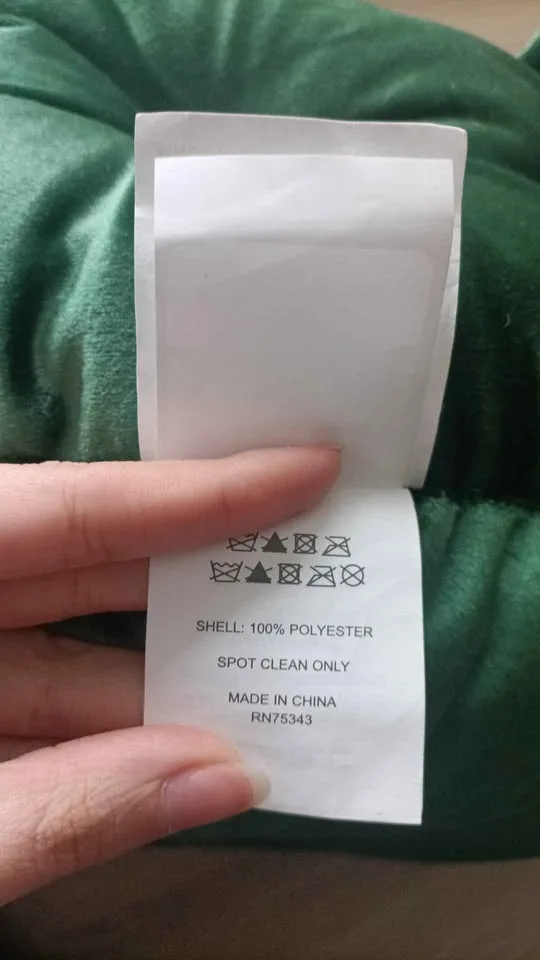 SHELL: 100% POLYESTER
SPOT CLEAN ONLY
MADE IN CHINA
RN75343